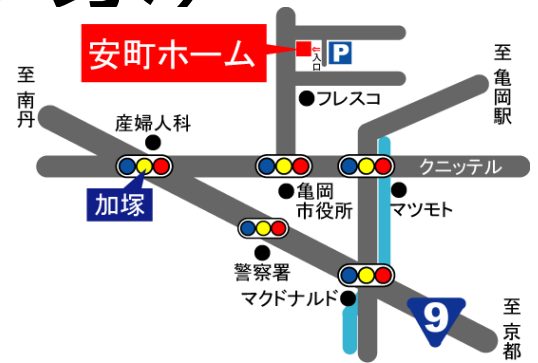 安町ホーム
入口
P
至亀岡駅
至南丹
フレスコ
産婦人科
クニッテル
加塚
亀岡
市役所
マツモト
警察署
マクドナルド
9
至京都